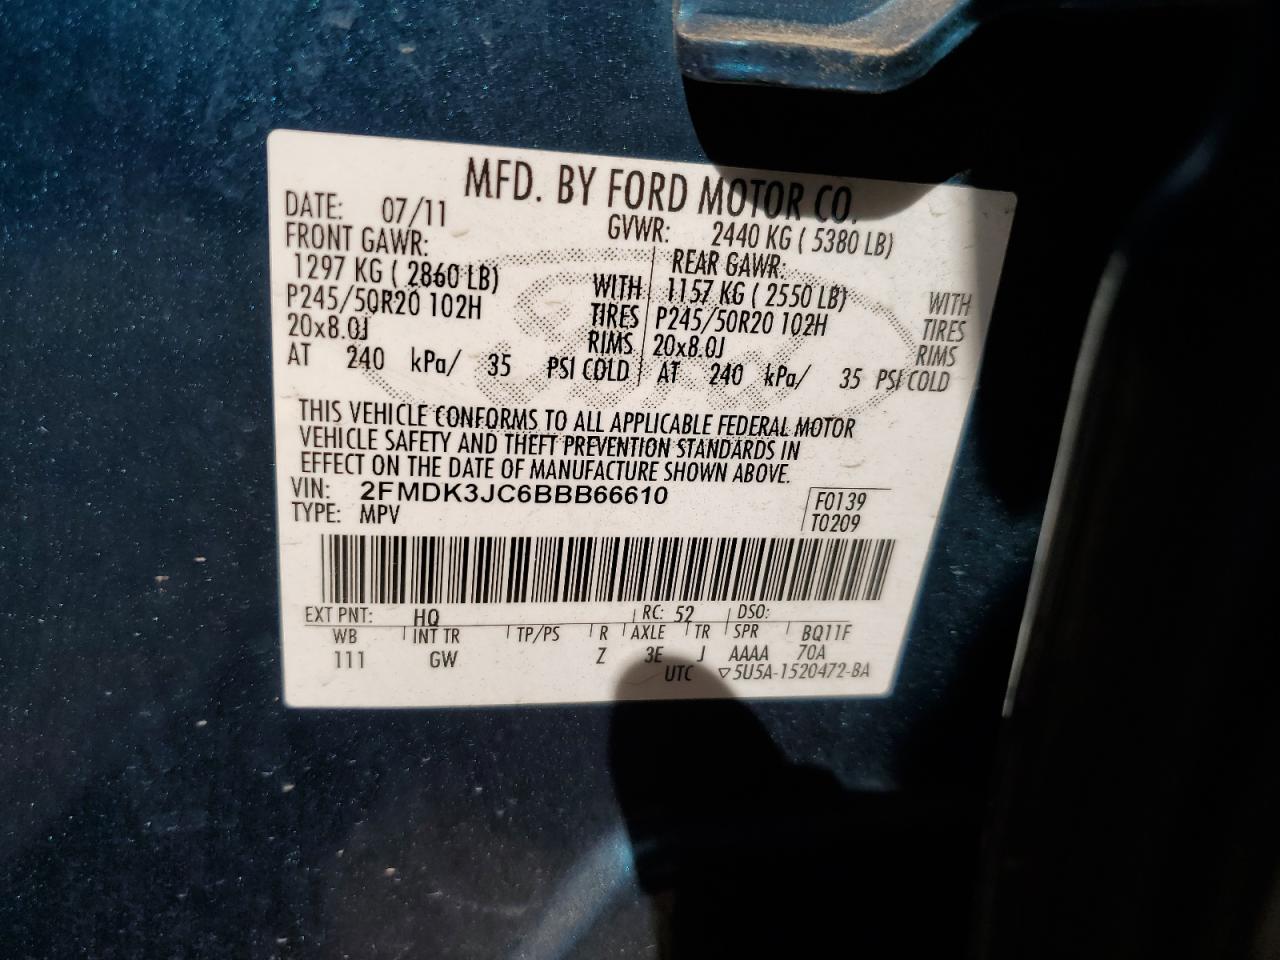 MFD. BY FORD MOTOR CO.
DATE: 07/11 GVWR: 2440 KG ( 5380 LB)
FRONT GAWR: REAR GAWR:
1297 KG ( 2860 LB) WITH 1157 KG ( 2550 LB) WITH
P245/50R20 102H TIRES P245/50R20 102H TIRES
20x8.0J RIMS 20x8.0J RIMS
AT 240 kPa/ 35 PSI COLD AT 240 kPa/ 35 PSI COLD
THIS VEHICLE CONFORMS TO ALL APPLICABLE FEDERAL MOTOR
VEHICLE SAFETY AND THEFT PREVENTION STANDARDS IN
EFFECT ON THE DATE OF MANUFACTURE SHOWN ABOVE.
VIN: 2FMDK3JC6BBB66610 F0139
TYPE: MPV T0209
EXT PNT: HQ RC: 52 DSO:
WB INT TR TP/PS R AXLE TR SPR BQ11F
111 GW Z 3E J AAAA 70A
UTC ▽5U5A-1520472-BA